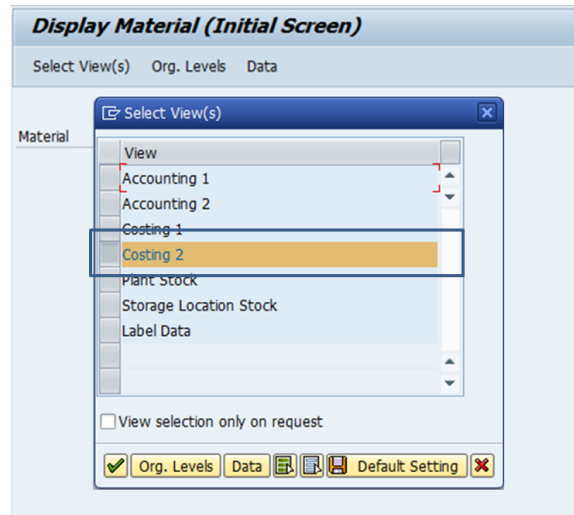 Display Material (Initial Screen)
Select View(s) Org. Levels Data
Select View(s)
Material
View
Accounting 1
Accounting 2
Costing 1
Costing 2
Plant Stock
Storage Location Stock
Label Data
View selection only on request
Org. Levels Data Default Setting